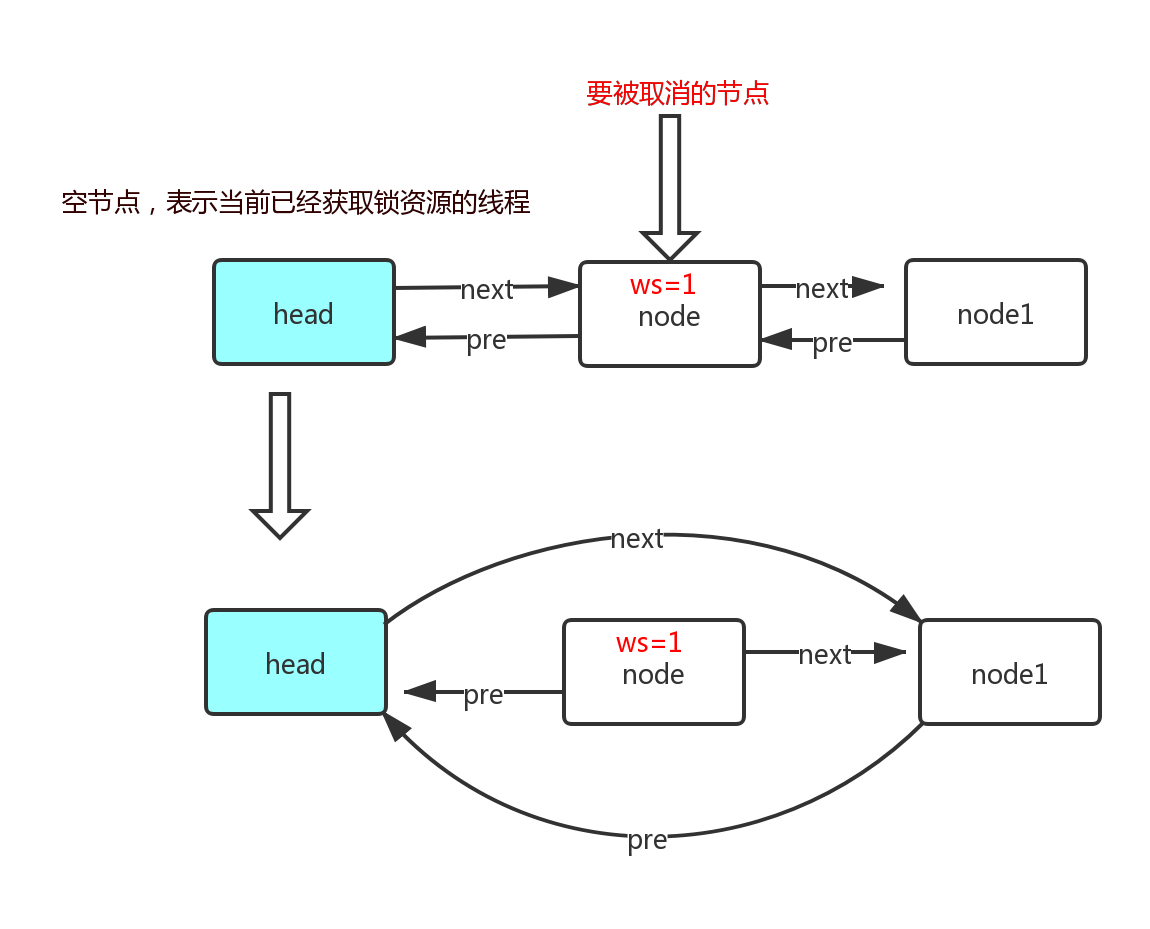 要被取消的节点
空节点，表示当前已经获取锁资源的线程
head
next
pre
ws=1
node
next
pre
node1
next
head
pre
ws=1
node
next
node1
pre